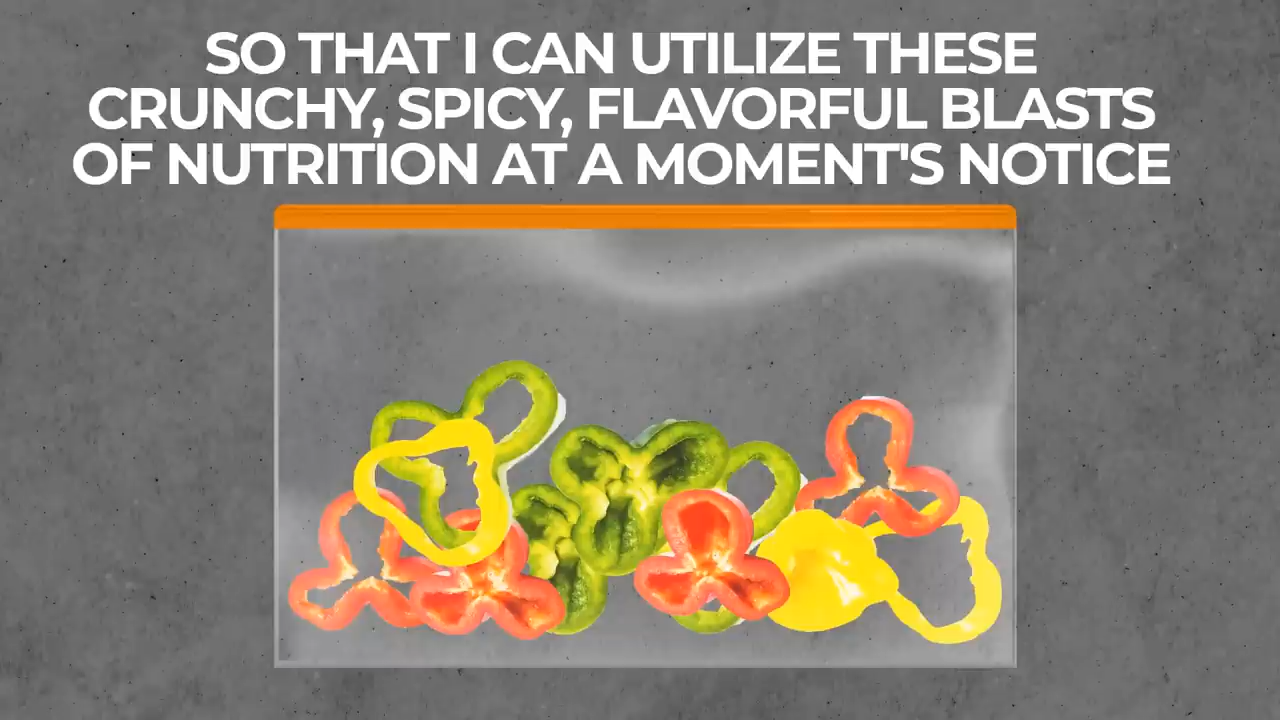 SO THAT I CAN UTILIZE THESE
CRUNCHY, SPICY, FLAVORFUL BLASTS
OF NUTRITION AT A MOMENT'S NOTICE